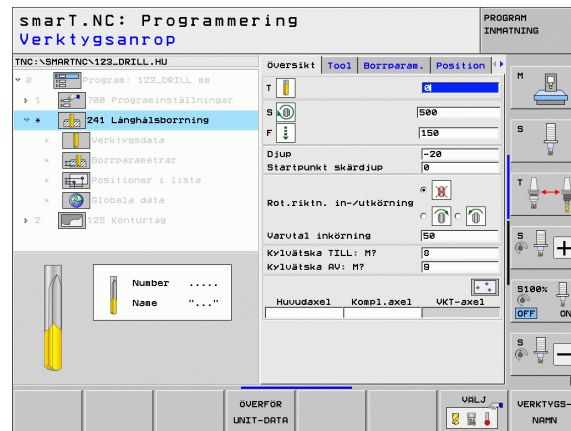 smarT.NC: Programmering
Verktygsanrop
PROGRAM
INMATNING
TNC:\SMARTNC\123_DRILL.HU
0 Program: 123_DRILL mm
1 700 Programinställningar
* 241 Långhålsborrning
* Verktygsdata
* Borrparametrar
* Positioner i lista
* Globala data
2 125 Konturtåg
Number .....
Name "..."
Översikt Tool Borrparam. Position
T 0
S 500
F 150
Djup -20
Startpunkt skärdjup 0
Rot.riktn. in-/utkörning
Varvtal inkörning 50
Kylvätska TILL: M? 8
Kylvätska AV: M? 9
Huvudaxel Kompl.axel VKT-axel
M
S
T
S
S100%
OFF ON
S
ÖVERFÖR
UNIT-DATA
VÄLJ
VERKTYGS-
NAMN